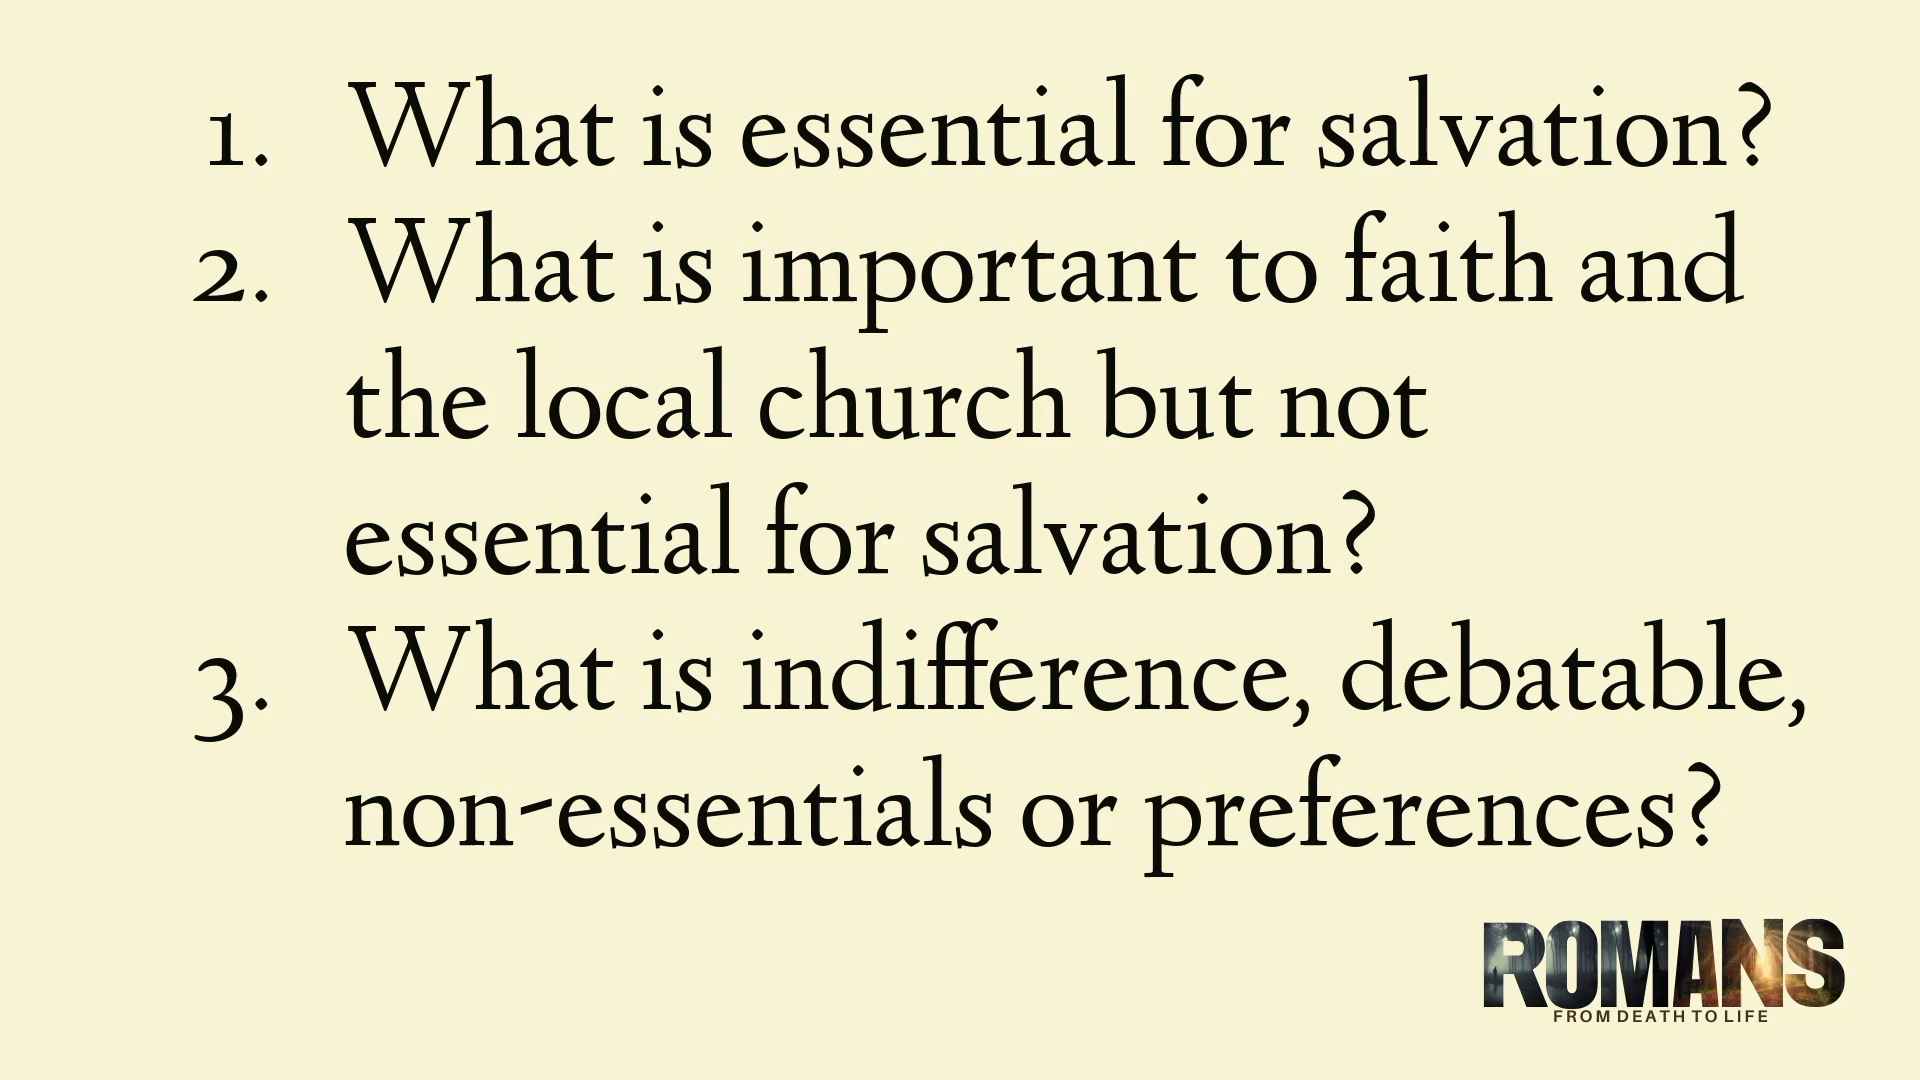 1. What is essential for salvation?
2. What is important to faith and
the local church but not
essential for salvation?
3. What is indifference, debatable,
non-essentials or preferences?
ROMANS
FROM DEATH TO LIFE